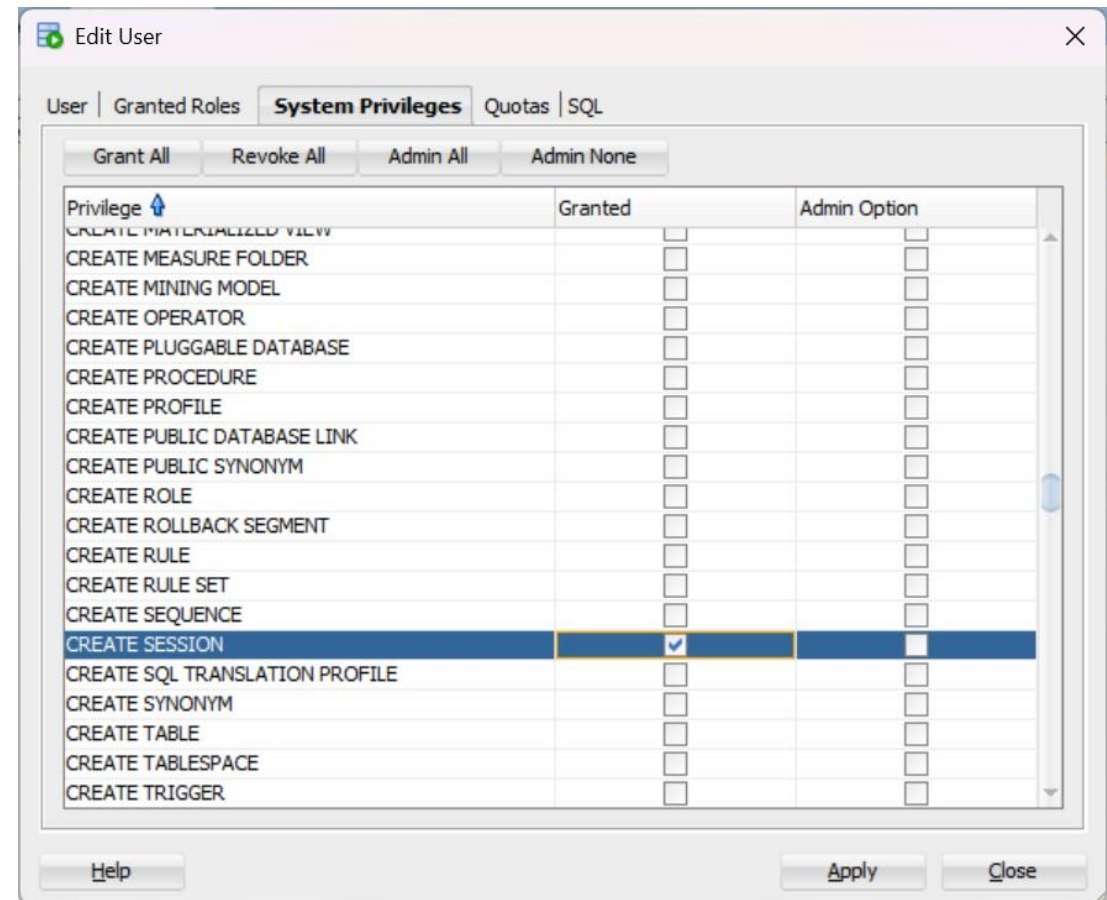 Edit User
User Granted Roles System Privileges Quotas SQL
Grant All Revoke All Admin All Admin None
Privilege Granted Admin Option
CREATE MATERIALIZED VIEW
CREATE MEASURE FOLDER
CREATE MINING MODEL
CREATE OPERATOR
CREATE PLUGGABLE DATABASE
CREATE PROCEDURE
CREATE PROFILE
CREATE PUBLIC DATABASE LINK
CREATE PUBLIC SYNONYM
CREATE ROLE
CREATE ROLLBACK SEGMENT
CREATE RULE
CREATE RULE SET
CREATE SEQUENCE
CREATE SESSION
CREATE SQL TRANSLATION PROFILE
CREATE SYNONYM
CREATE TABLE
CREATE TABLESPACE
CREATE TRIGGER
Help Apply Close